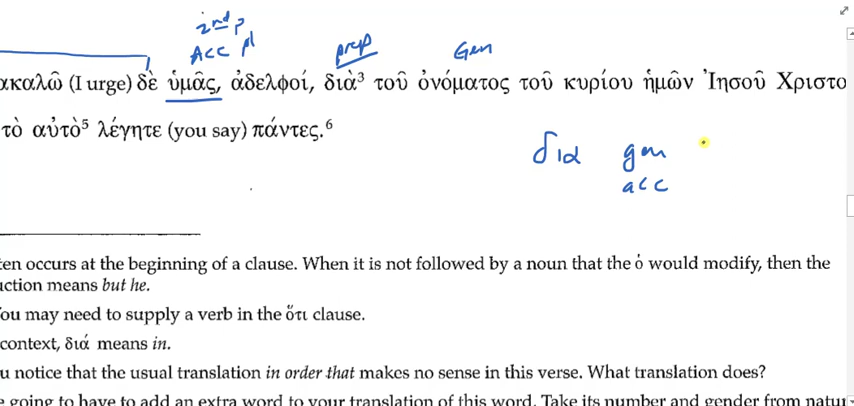 2nd p
Acc pl prep Gen
ακαλῶ (I urge) δὲ ὑμᾶς, ἀδελφοί, διὰ³ τοῦ ὀνόματος τοῦ κυρίου ἡμῶν Ἰησοῦ Χριστο
τὸ αὐτὸ⁵ λέγητε (you say) πάντες.⁶
δια gen
acc
ten occurs at the beginning of a clause. When it is not followed by a noun that the ὁ would modify, then the
uction means but he.
You may need to supply a verb in the ὅτι clause.
context, διά means in.
u notice that the usual translation in order that makes no sense in this verse. What translation does?
e going to have to add an extra word to your translation of this word. Take its number and gender from natur